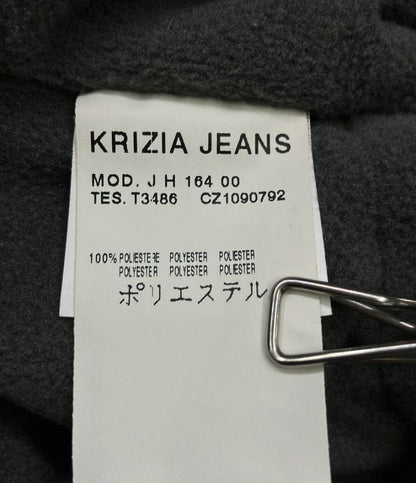 KRIZIA JEANS
MOD. J H 164 00
TES. T3486 CZ1090792
100% POLIESTERE POLYESTER POLIESTER
POLYESTER POLYESTER POLIESTER
ポリエステル